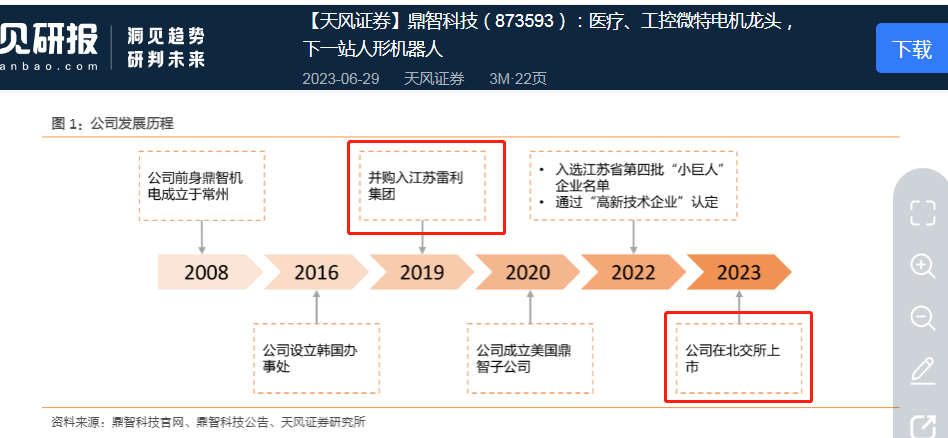 见研报
anbao.com
洞见趋势
研判未来
【天风证券】鼎智科技（873593）：医疗、工控微特电机龙头，
下一站人形机器人
2023-06-29 天风证券 3M·22页
下载
图 1：公司发展历程
公司前身鼎智机
电成立于常州
并购入江苏雷利
集团
• 入选江苏省第四批“小巨人”
企业名单
• 通过“高新技术企业”认定
2008 2016 2019 2020 2022 2023
公司设立韩国办
事处
公司成立美国鼎
智子公司
公司在北交所上
市
资料来源：鼎智科技官网、鼎智科技公告、天风证券研究所